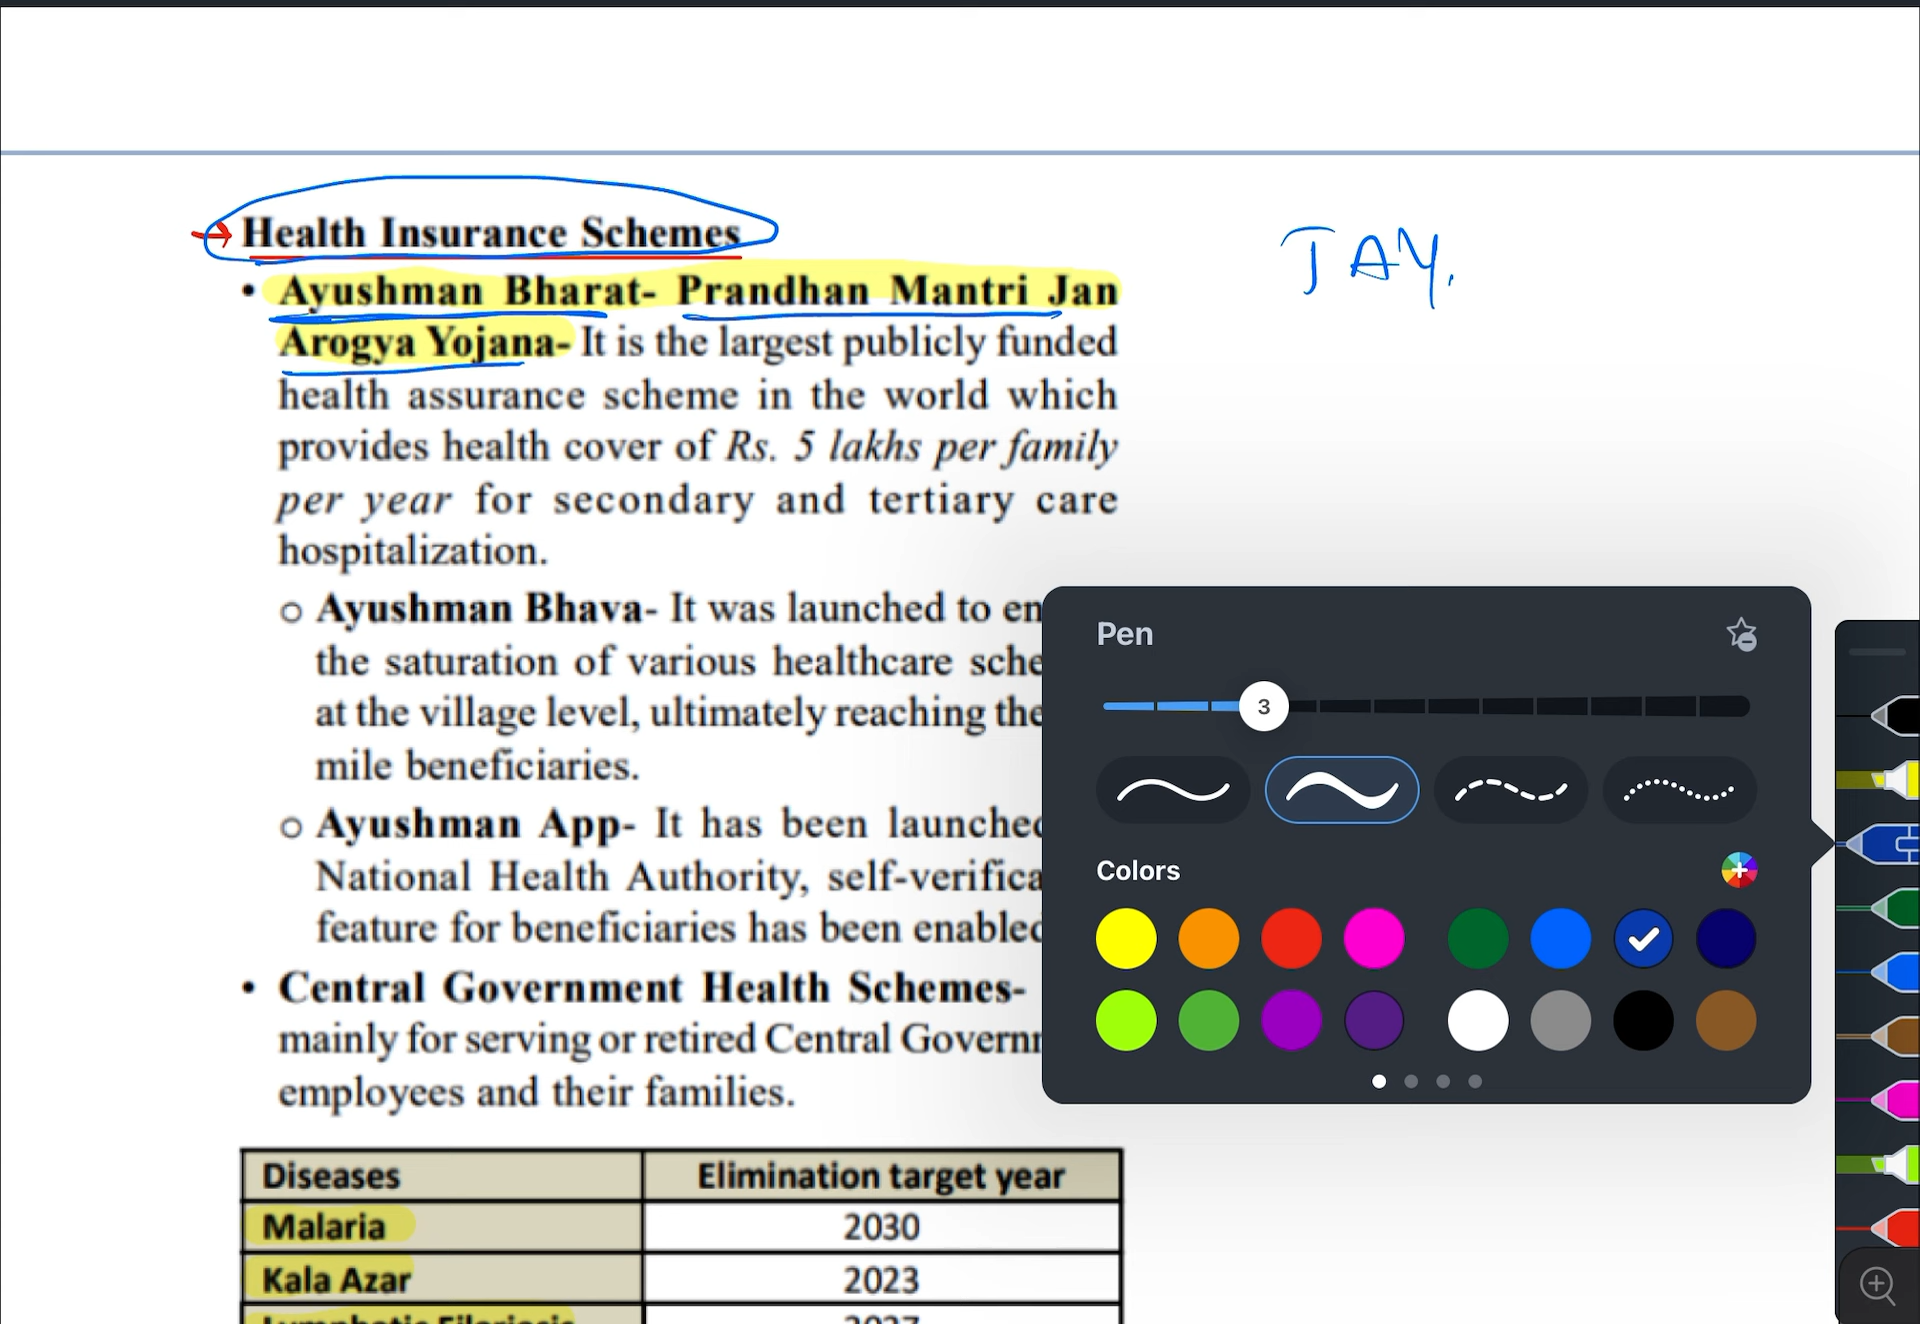 Health Insurance Schemes
JAY.
• Ayushman Bharat- Prandhan Mantri Jan
Arogya Yojana- It is the largest publicly funded
health assurance scheme in the world which
provides health cover of Rs. 5 lakhs per family
per year for secondary and tertiary care
hospitalization.
o Ayushman Bhava- It was launched to en
the saturation of various healthcare sche
at the village level, ultimately reaching the
mile beneficiaries.
o Ayushman App- It has been launched
National Health Authority, self-verifica
feature for beneficiaries has been enabled
• Central Government Health Schemes-
mainly for serving or retired Central Govern
employees and their families.
Diseases Elimination target year
Malaria 2030
Kala Azar 2023
Lymphatic Filariasis 2027
Pen
3
Colors